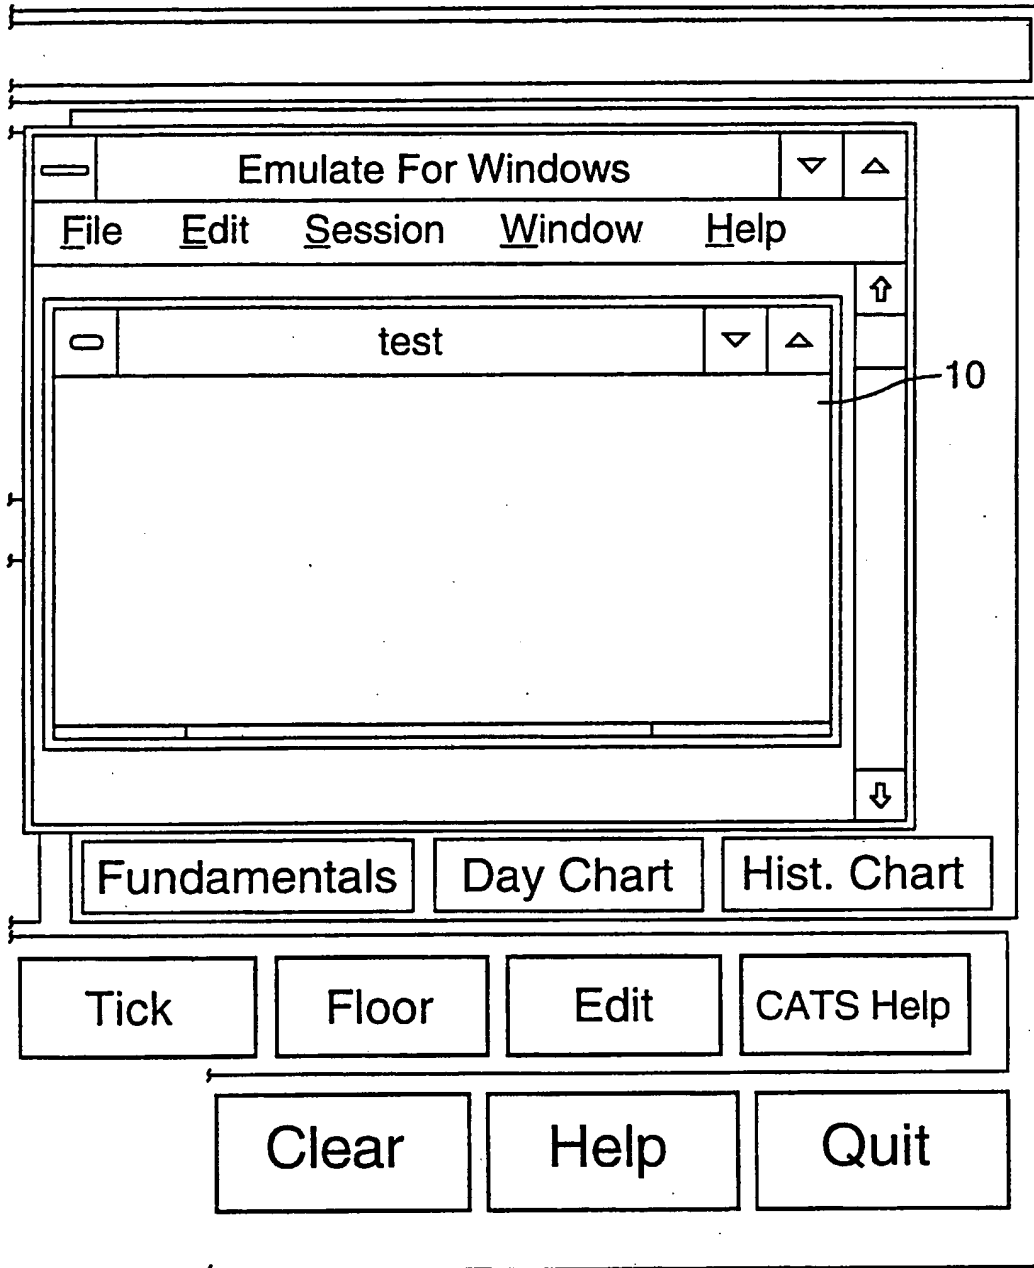 Emulate For Windows
File Edit Session Window Help
test
10
Fundamentals Day Chart Hist. Chart
Tick Floor Edit CATS Help
Clear Help Quit